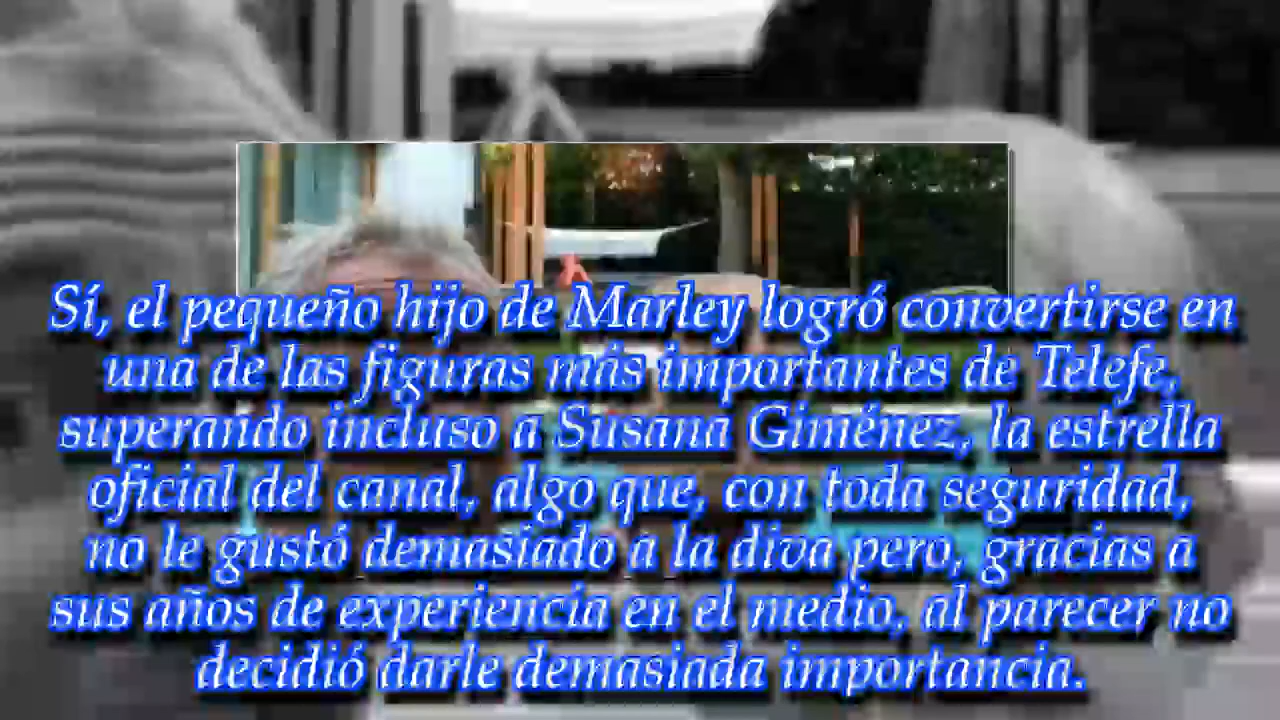 Sí, el pequeño hijo de Marley logró convertirse en
una de las figuras más importantes de Telefe,
superando incluso a Susana Giménez, la estrella
oficial del canal, algo que, con toda seguridad,
no le gustó demasiado a la diva pero, gracias a
sus años de experiencia en el medio, al parecer no
decidió darle demasiada importancia.